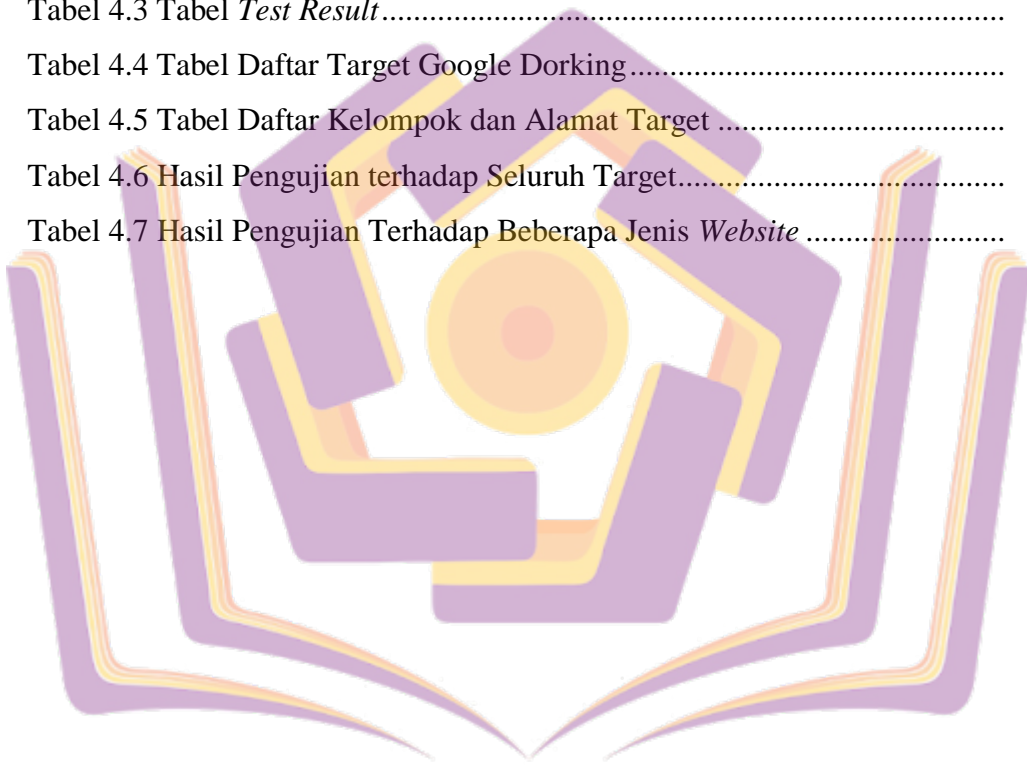 Tabel 4.3 Tabel Test Result...............................................................................
Tabel 4.4 Tabel Daftar Target Google Dorking...............................................
Tabel 4.5 Tabel Daftar Kelompok dan Alamat Target ....................................
Tabel 4.6 Hasil Pengujian terhadap Seluruh Target.........................................
Tabel 4.7 Hasil Pengujian Terhadap Beberapa Jenis Website .........................